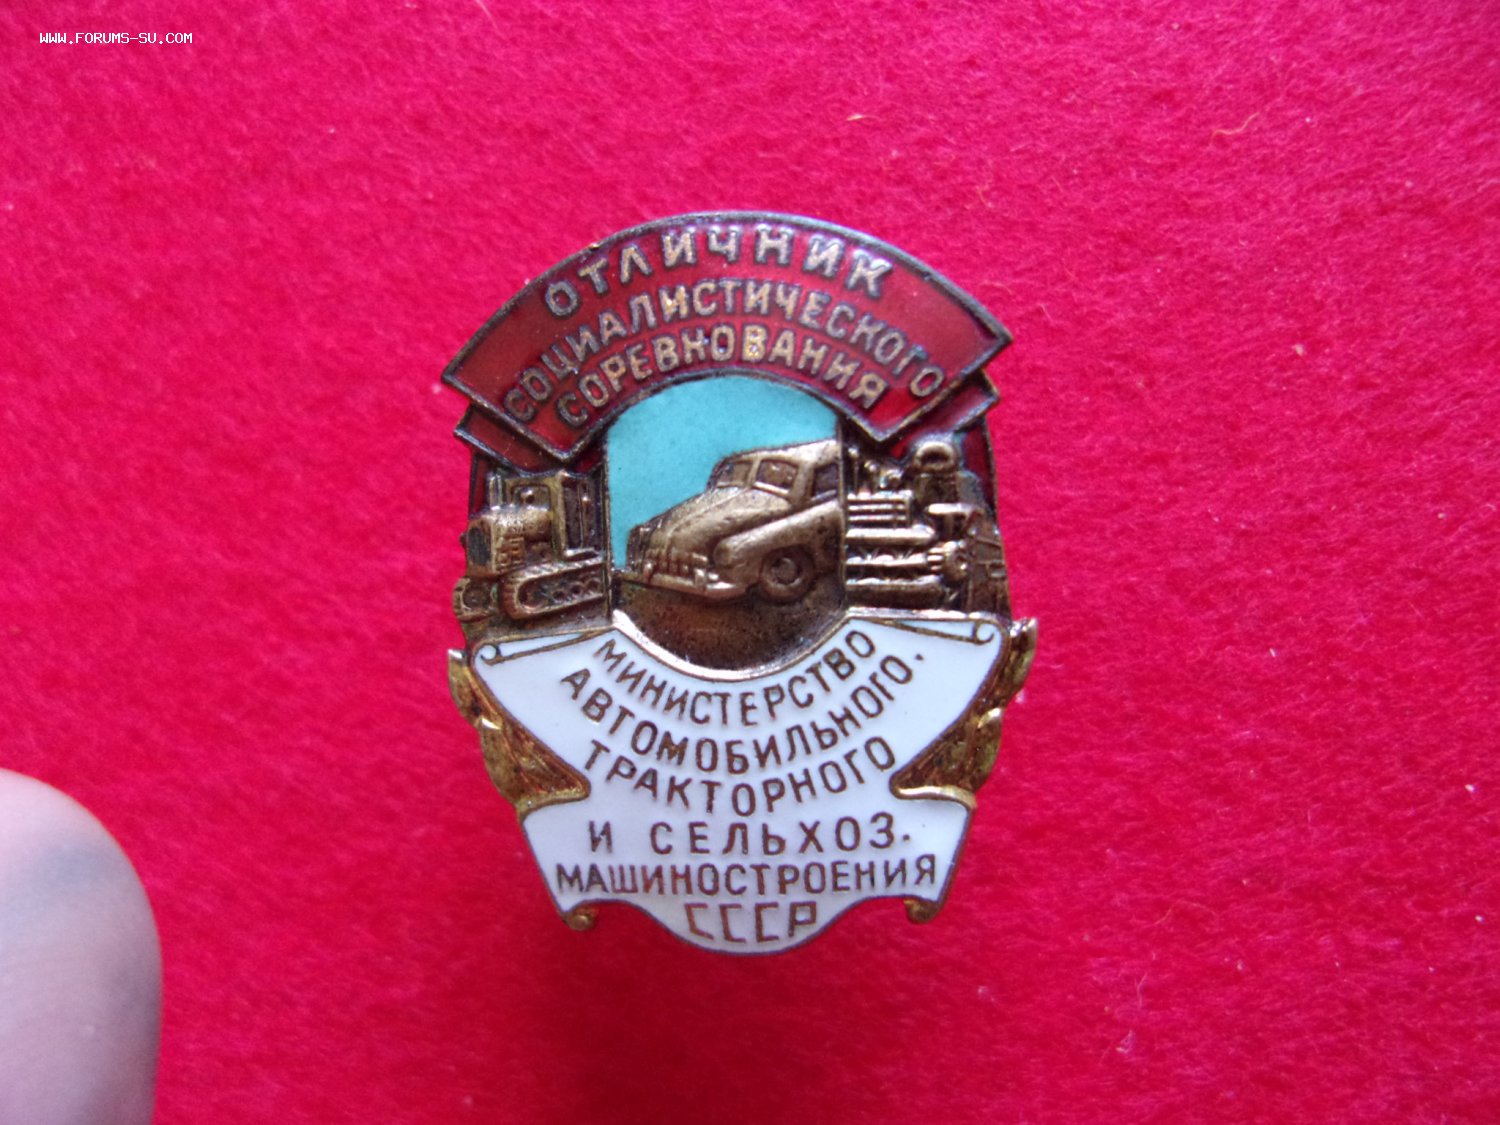 WWW.FORUMS-SU.COM
ОТЛИЧНИК
СОЦИАЛИСТИЧЕСКОГО
СОРЕВНОВАНИЯ
МИНИСТЕРСТВО
АВТОМОБИЛЬНОГО.
ТРАКТОРНОГО
И СЕЛЬХОЗ.
МАШИНОСТРОЕНИЯ
СССР